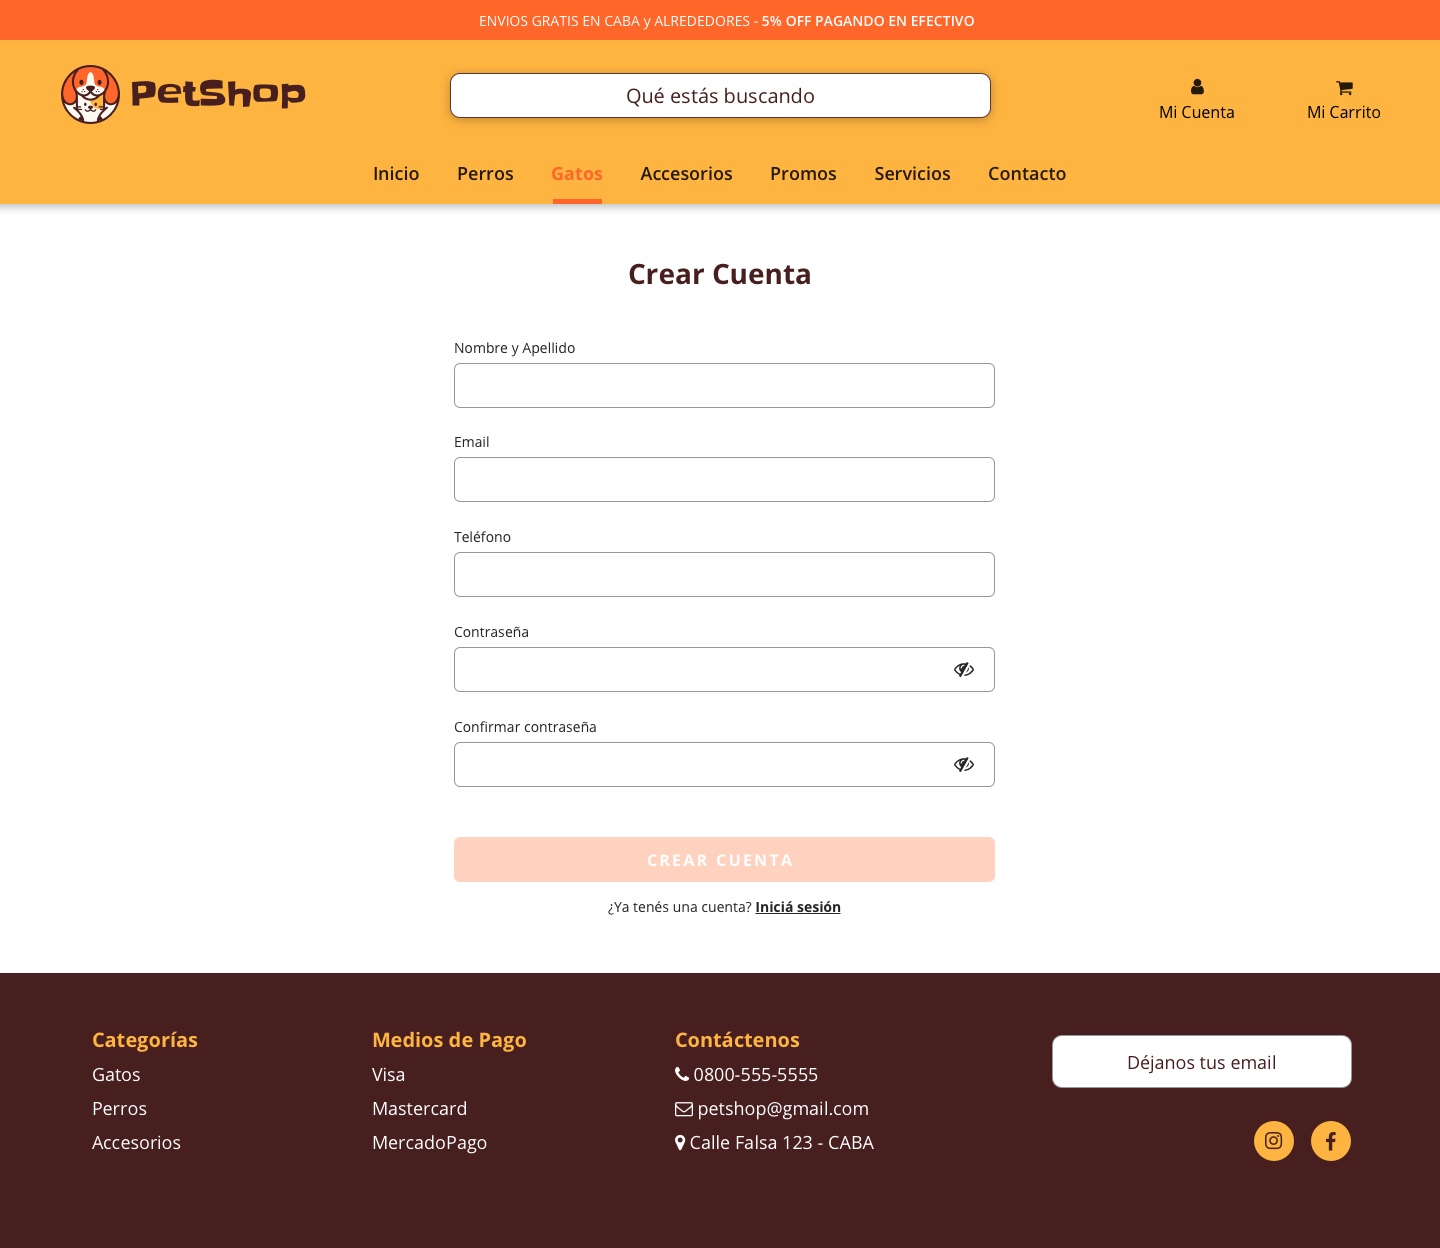 ENVIOS GRATIS EN CABA y ALREDEDORES - 5% OFF PAGANDO EN EFECTIVO
PetShop
Qué estás buscando
Mi Cuenta
Mi Carrito
Inicio Perros Gatos Accesorios Promos Servicios Contacto
Crear Cuenta
Nombre y Apellido
Email
Teléfono
Contraseña
Confirmar contraseña
CREAR CUENTA
¿Ya tenés una cuenta? Iniciá sesión
Categorías
Gatos
Perros
Accesorios
Medios de Pago
Visa
Mastercard
MercadoPago
Contáctenos
0800-555-5555
petshop@gmail.com
Calle Falsa 123 - CABA
Déjanos tus email